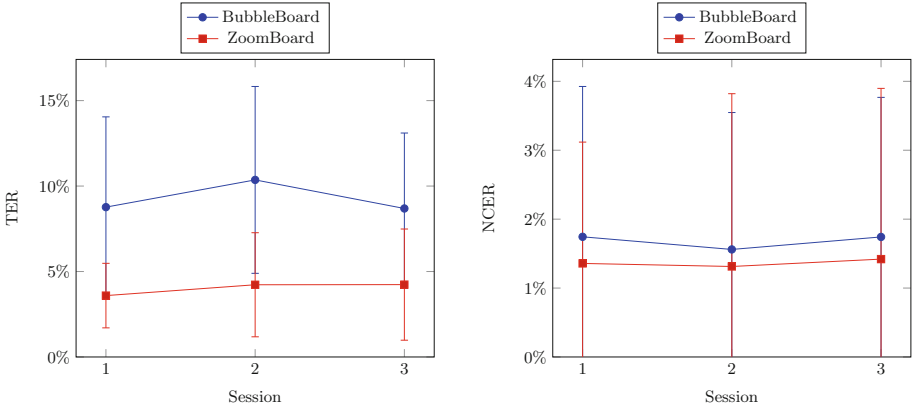 BubbleBoard
ZoomBoard
15%
10%
5%
0%
TER
1 2 3
Session
BubbleBoard
ZoomBoard
4%
3%
2%
1%
0%
NCER
1 2 3
Session